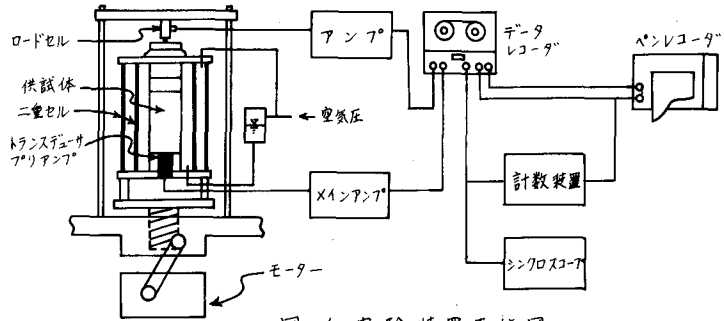 ロードセル
供試体
二重セル
トランスデューサ
プリアンプ
アンプ
データ
レコーダ
ペンレコーダ
空気圧
メインアンプ
計数装置
シンクロスコープ
モーター